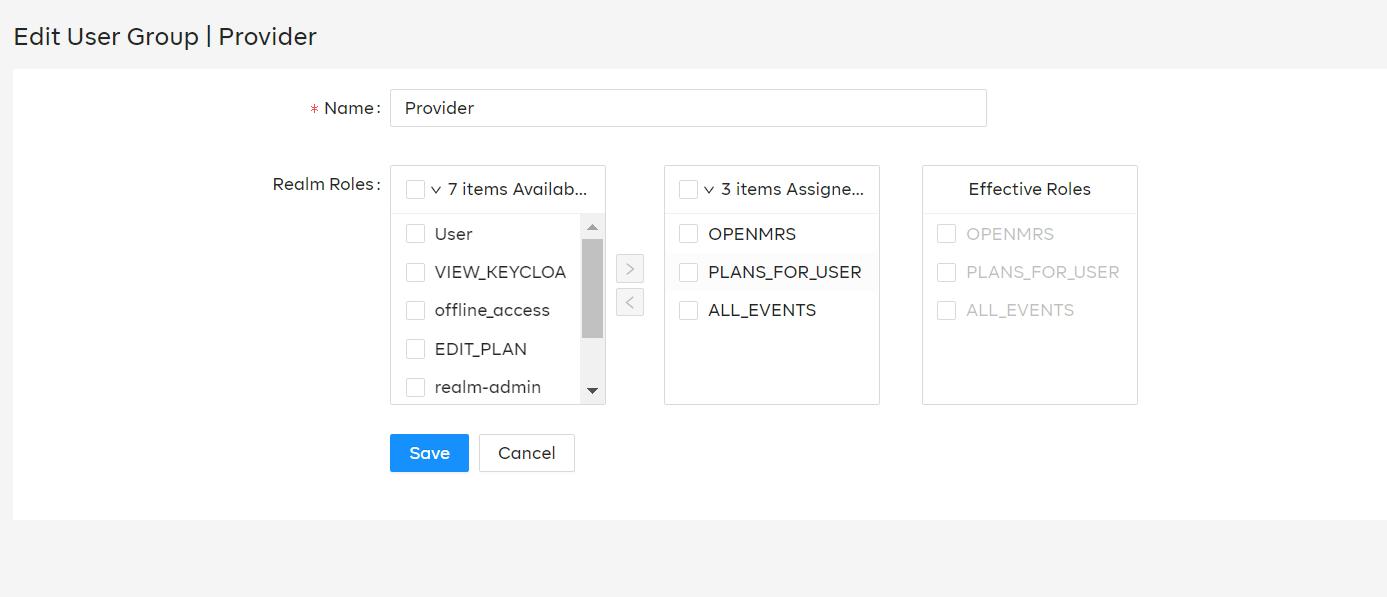 Edit User Group | Provider
* Name:
Provider
Realm Roles:
7 items Availab...
User
VIEW_KEYCLOA
offline_access
EDIT_PLAN
realm-admin
>
<
3 items Assigne...
OPENMRS
PLANS_FOR_USER
ALL_EVENTS
Effective Roles
OPENMRS
PLANS_FOR_USER
ALL_EVENTS
Save
Cancel